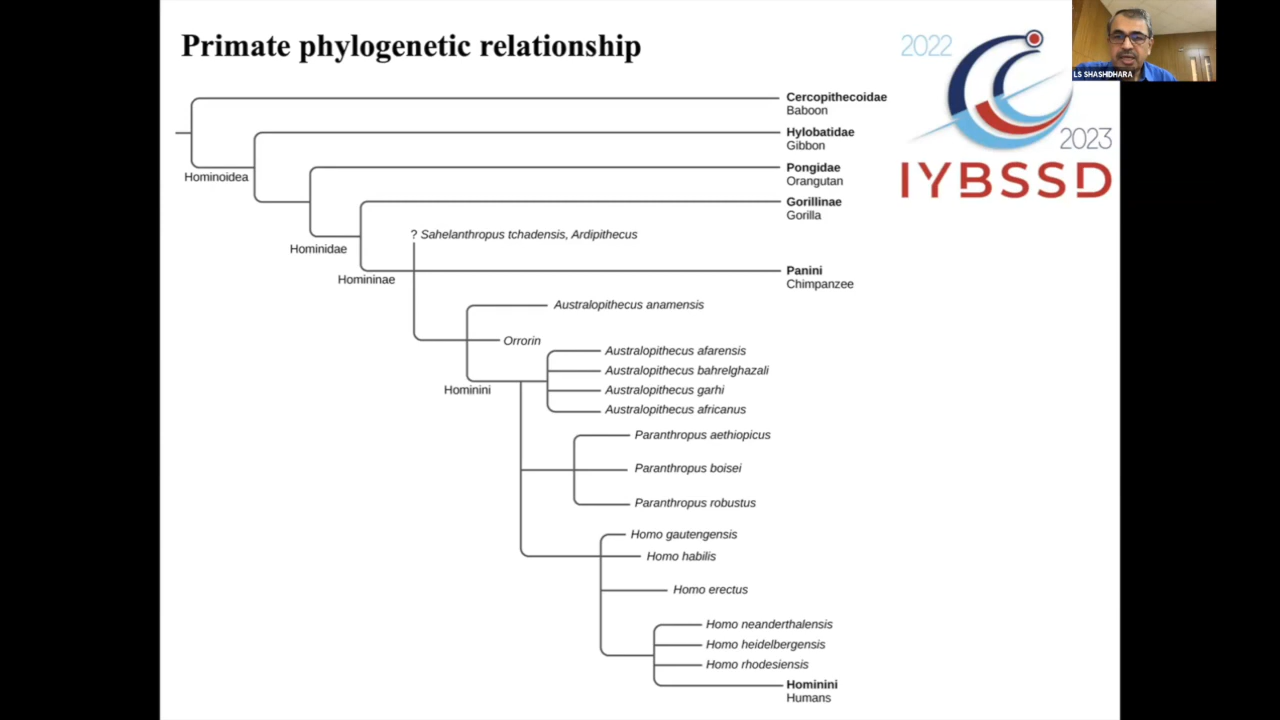 Primate phylogenetic relationship
2022
LS SHASHIDHARA
2023
IYBSSD
Cercopithecoidae
Baboon
Hylobatidae
Gibbon
Hominoidea
Pongidae
Orangutan
Gorillinae
Gorilla
Hominidae
? Sahelanthropus tchadensis, Ardipithecus
Homininae
Panini
Chimpanzee
Australopithecus anamensis
Orrorin
Australopithecus afarensis
Australopithecus bahrelghazali
Hominini
Australopithecus garhi
Australopithecus africanus
Paranthropus aethiopicus
Paranthropus boisei
Paranthropus robustus
Homo gautengensis
Homo habilis
Homo erectus
Homo neanderthalensis
Homo heidelbergensis
Homo rhodesiensis
Hominini
Humans